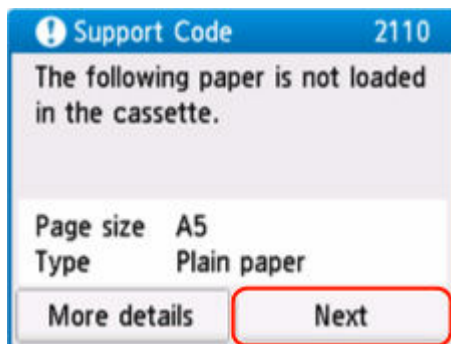 Support Code 2110
The following paper is not loaded
in the cassette.
Page size A5
Type Plain paper
More details Next